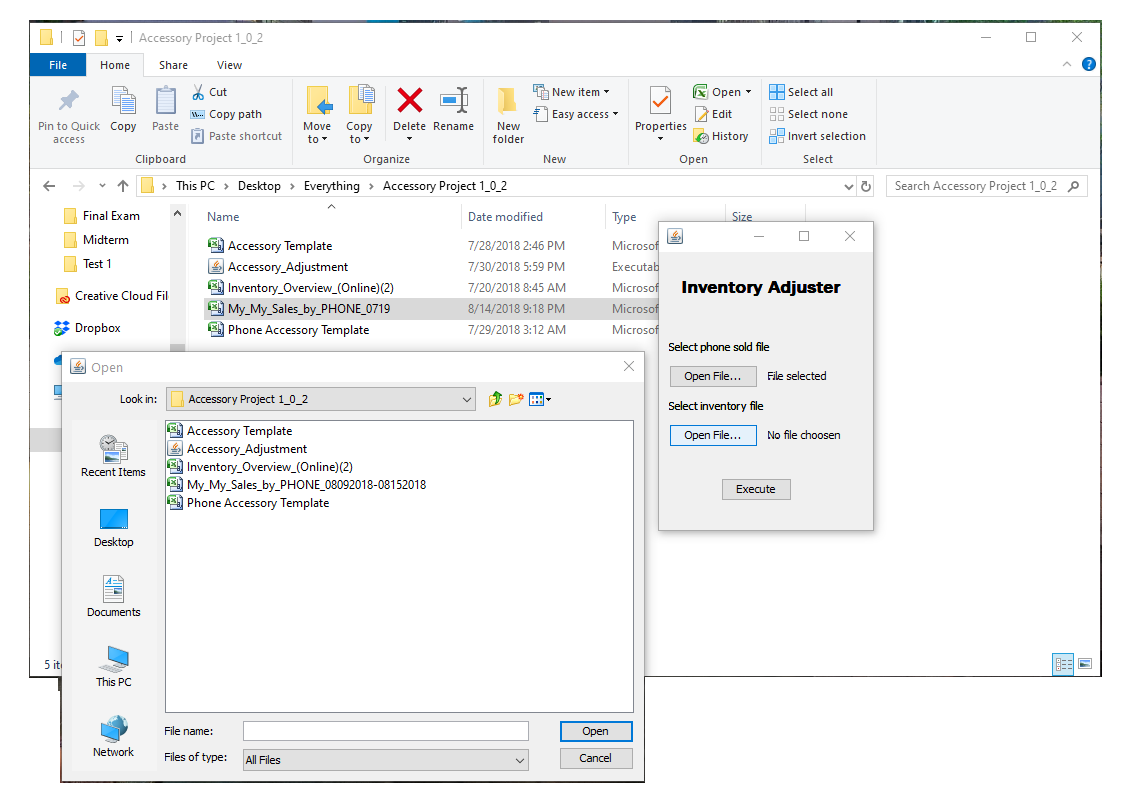 Accessory Project 1_0_2
File Home Share View
Pin to Quick access
Copy
Paste
Cut
Copy path
Paste shortcut
Clipboard
Move to
Copy to
Delete
Rename
Organize
New folder
New item
Easy access
New
Properties
Open
Edit
History
Open
Select all
Select none
Invert selection
Select
This PC > Desktop > Everything > Accessory Project 1_0_2
Search Accessory Project 1_0_2
Final Exam
Midterm
Test 1
Creative Cloud Fil
Dropbox
Name Date modified Type Size
Accessory Template 7/28/2018 2:46 PM Microsof
Accessory_Adjustment 7/30/2018 5:59 PM Executab
Inventory_Overview_(Online)(2) 7/20/2018 8:45 AM Microsof
My_My_Sales_by_PHONE_0719 8/14/2018 9:18 PM Microsof
Phone Accessory Template 7/29/2018 3:12 AM Microsof
5 it
Inventory Adjuster
Select phone sold file
Open File... File selected
Select inventory file
Open File... No file choosen
Execute
Open
Look in: Accessory Project 1_0_2
Recent Items
Desktop
Documents
This PC
Network
Accessory Template
Accessory_Adjustment
Inventory_Overview_(Online)(2)
My_My_Sales_by_PHONE_08092018-08152018
Phone Accessory Template
File name: Open
Files of type: All Files Cancel